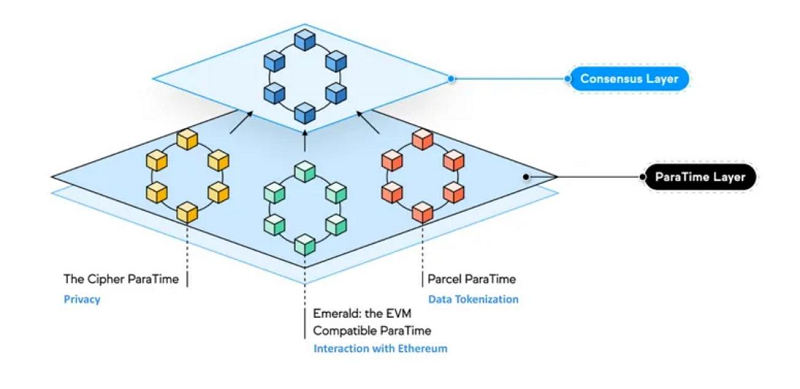 Consensus Layer
ParaTime Layer
The Cipher ParaTime
Privacy
Parcel ParaTime
Data Tokenization
Emerald: the EVM
Compatible ParaTime
Interaction with Ethereum